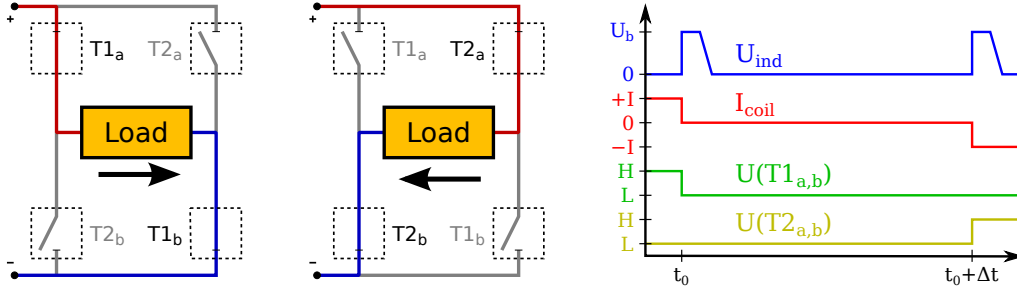 +
T1a T2a
Load
T2b T1b
−
+
T1a T2a
Load
T2b T1b
−
Ub
Uind
0
+I
Icoil
0
−I
H
U(T1a,b)
L
H
U(T2a,b)
L
t0 t0+Δt